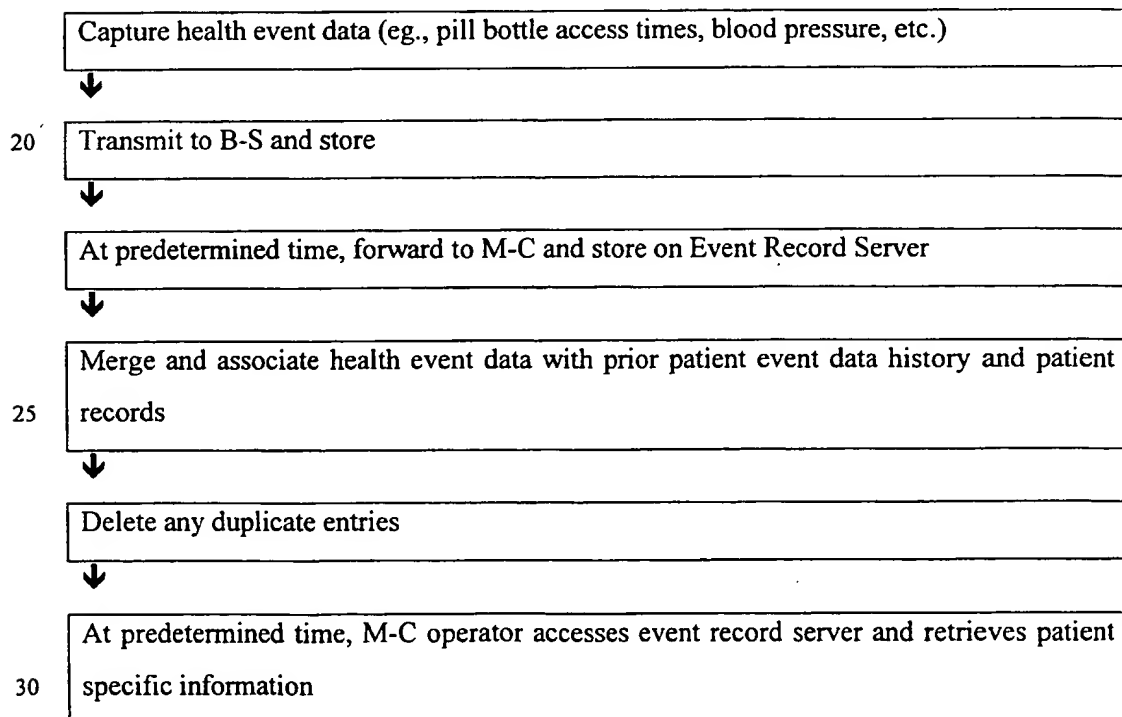 Capture health event data (eg., pill bottle access times, blood pressure, etc.)
20 Transmit to B-S and store
At predetermined time, forward to M-C and store on Event Record Server
Merge and associate health event data with prior patient event data history and patient
25 records
Delete any duplicate entries
At predetermined time, M-C operator accesses event record server and retrieves patient
30 specific information